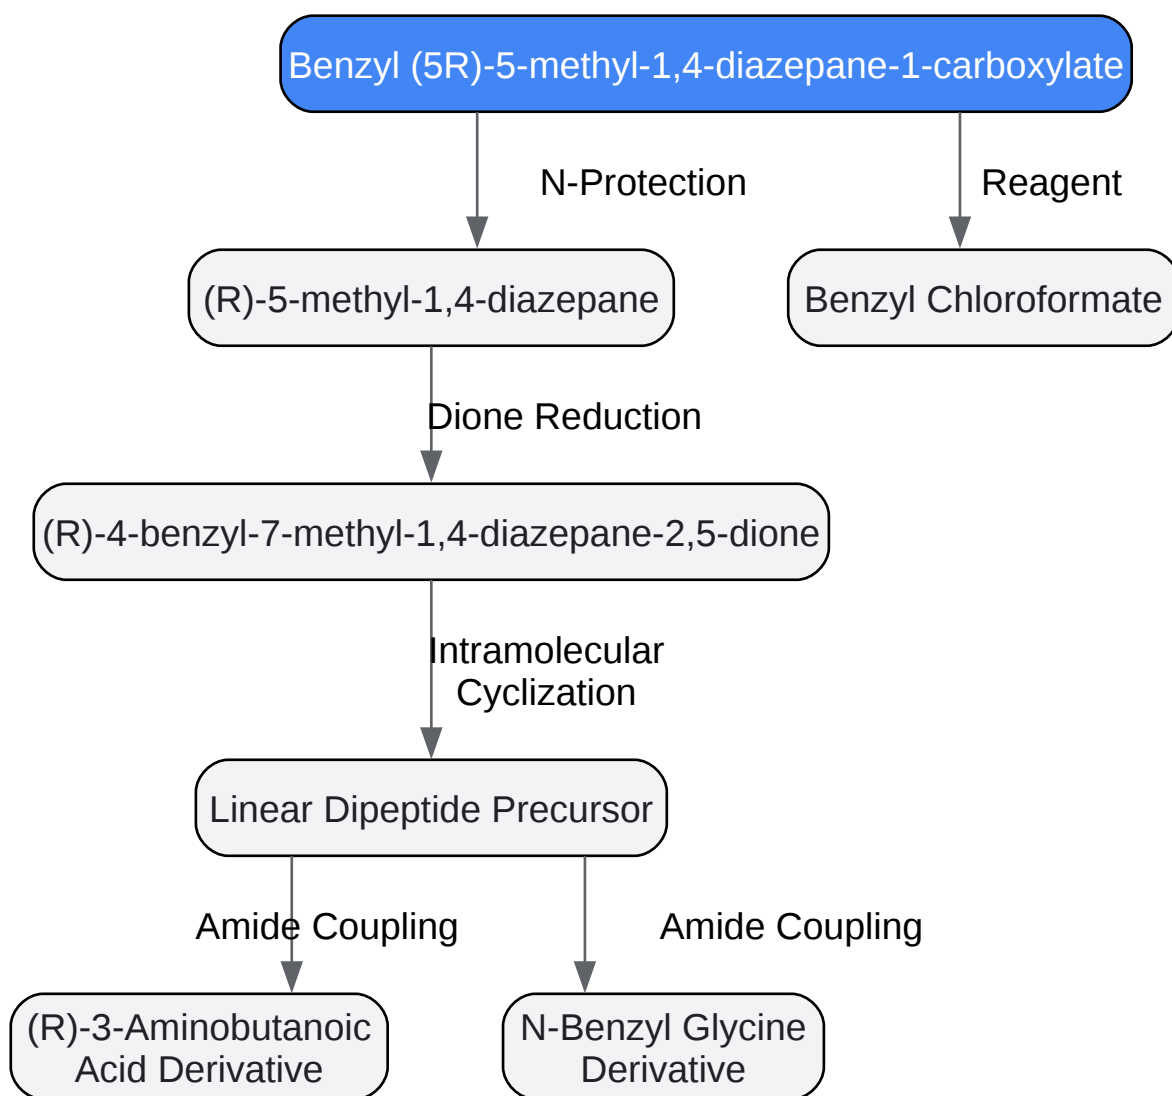 Benzyl (5R)-5-methyl-1,4-diazepane-1-carboxylate
N-Protection
Reagent
(R)-5-methyl-1,4-diazepane
Benzyl Chloroformate
Dione Reduction
(R)-4-benzyl-7-methyl-1,4-diazepane-2,5-dione
Intramolecular
Cyclization
Linear Dipeptide Precursor
Amide Coupling
Amide Coupling
(R)-3-Aminobutanoic
Acid Derivative
N-Benzyl Glycine
Derivative